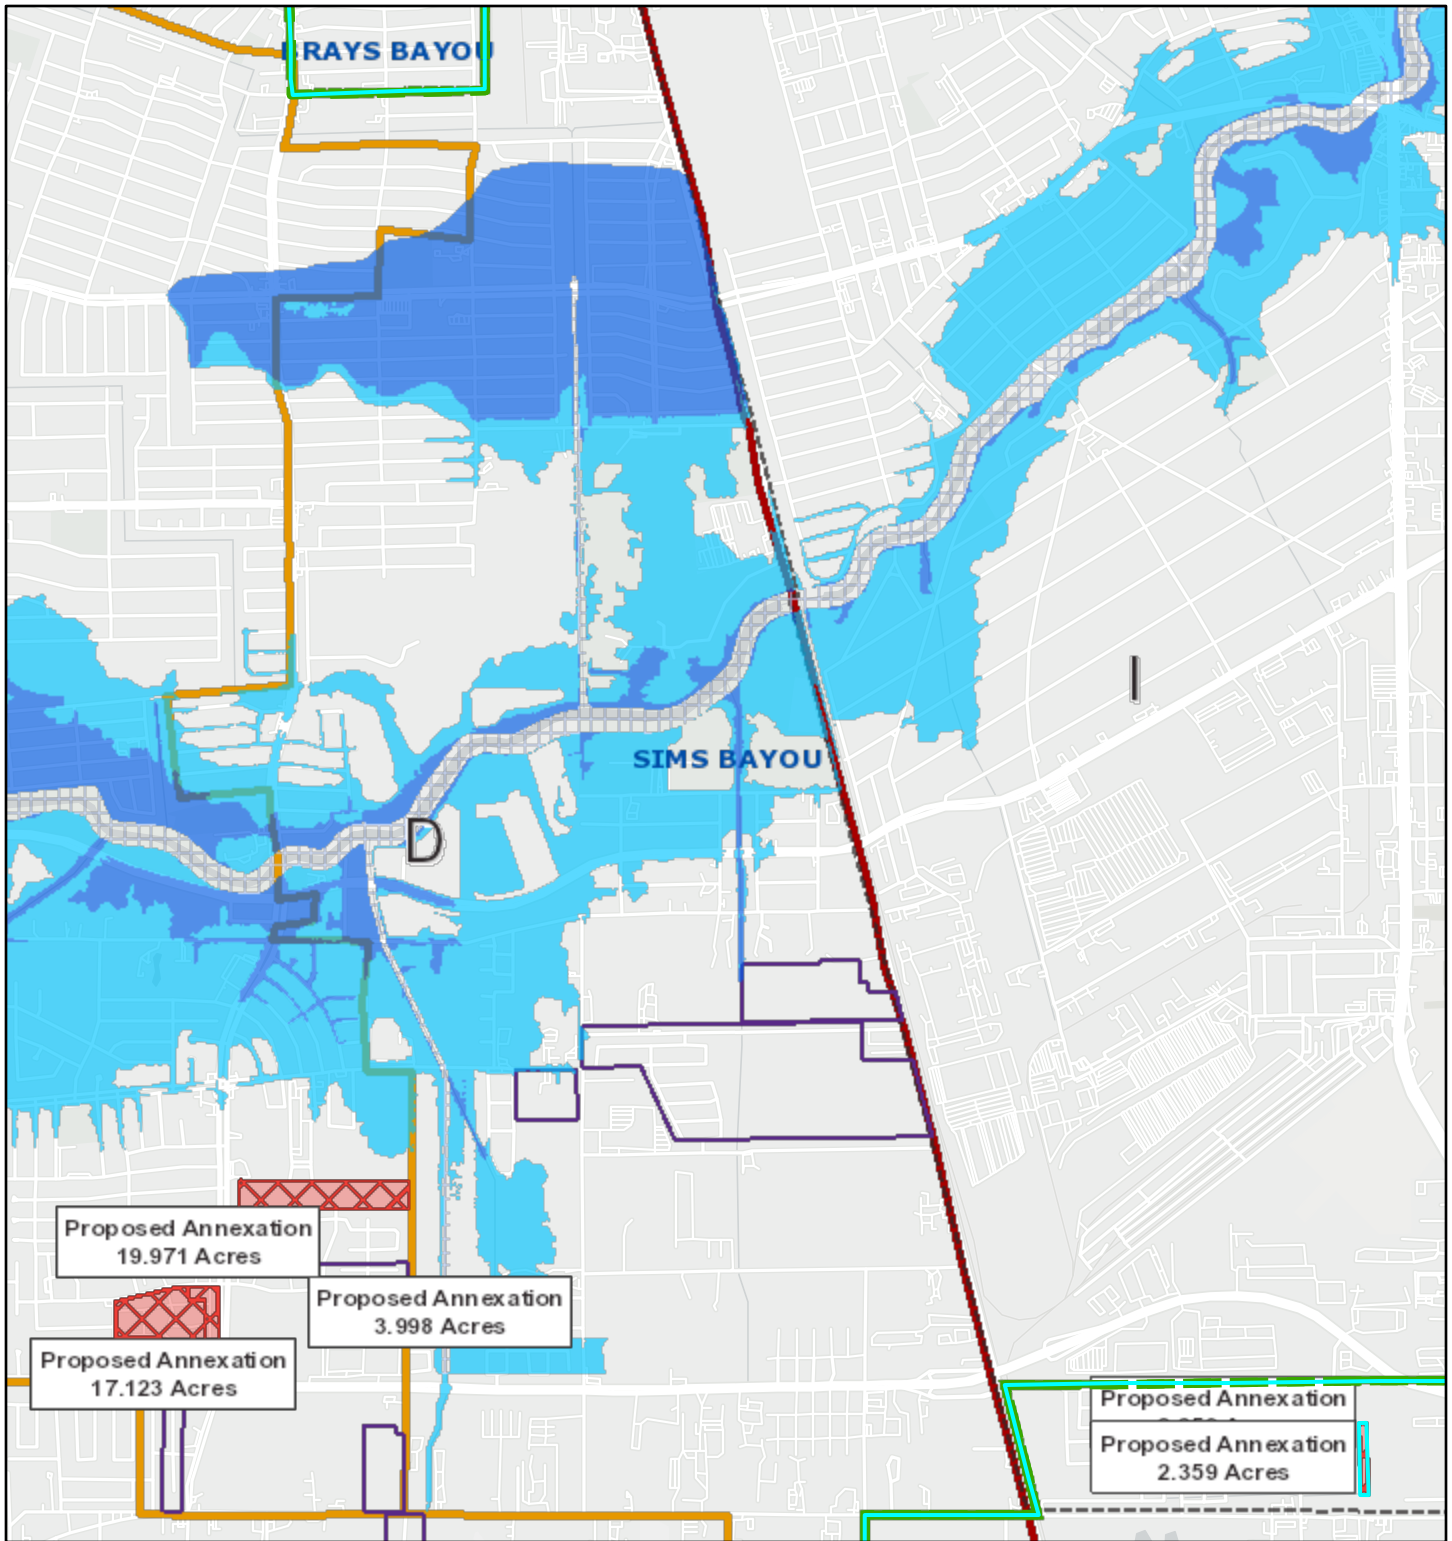 BRAYS BAYOU
I
SIMS BAYOU
D
Proposed Annexation
19.971 Acres
Proposed Annexation
3.998 Acres
Proposed Annexation
17.123 Acres
Proposed Annexation
Proposed Annexation
2.359 Acres